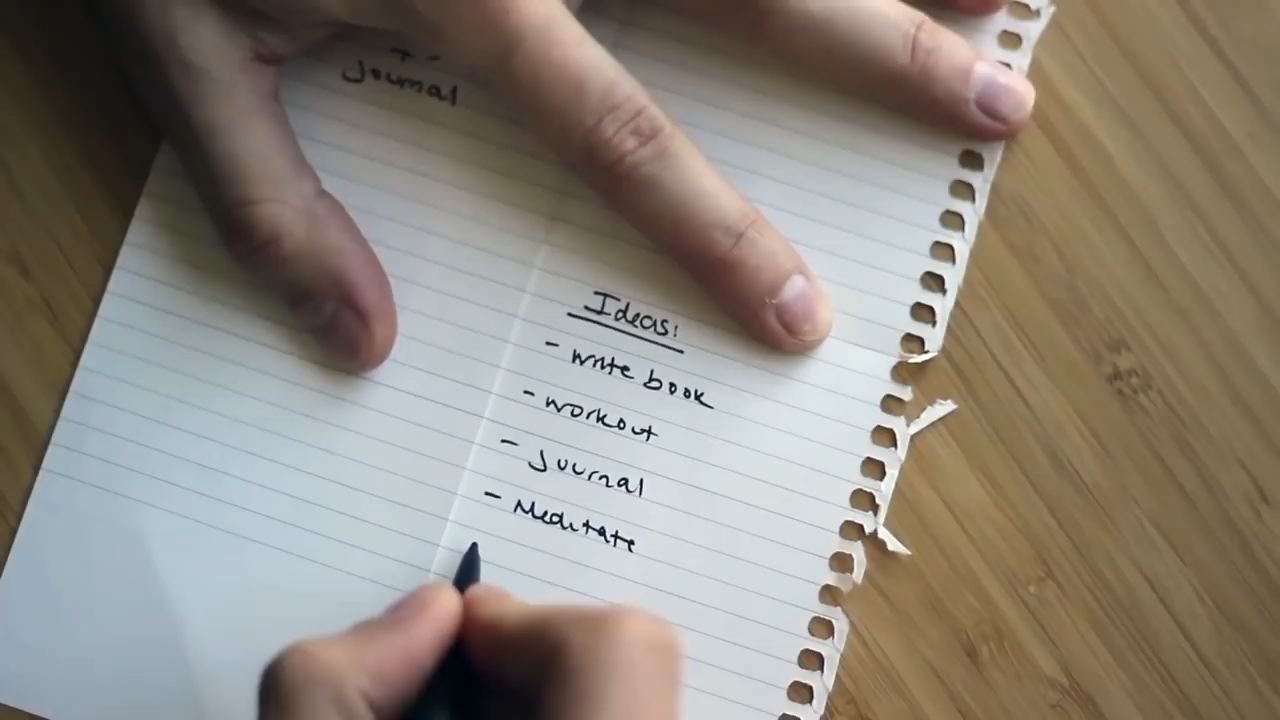 Journal
Ideas:
- write book
- workout
- Journal
- Meditate